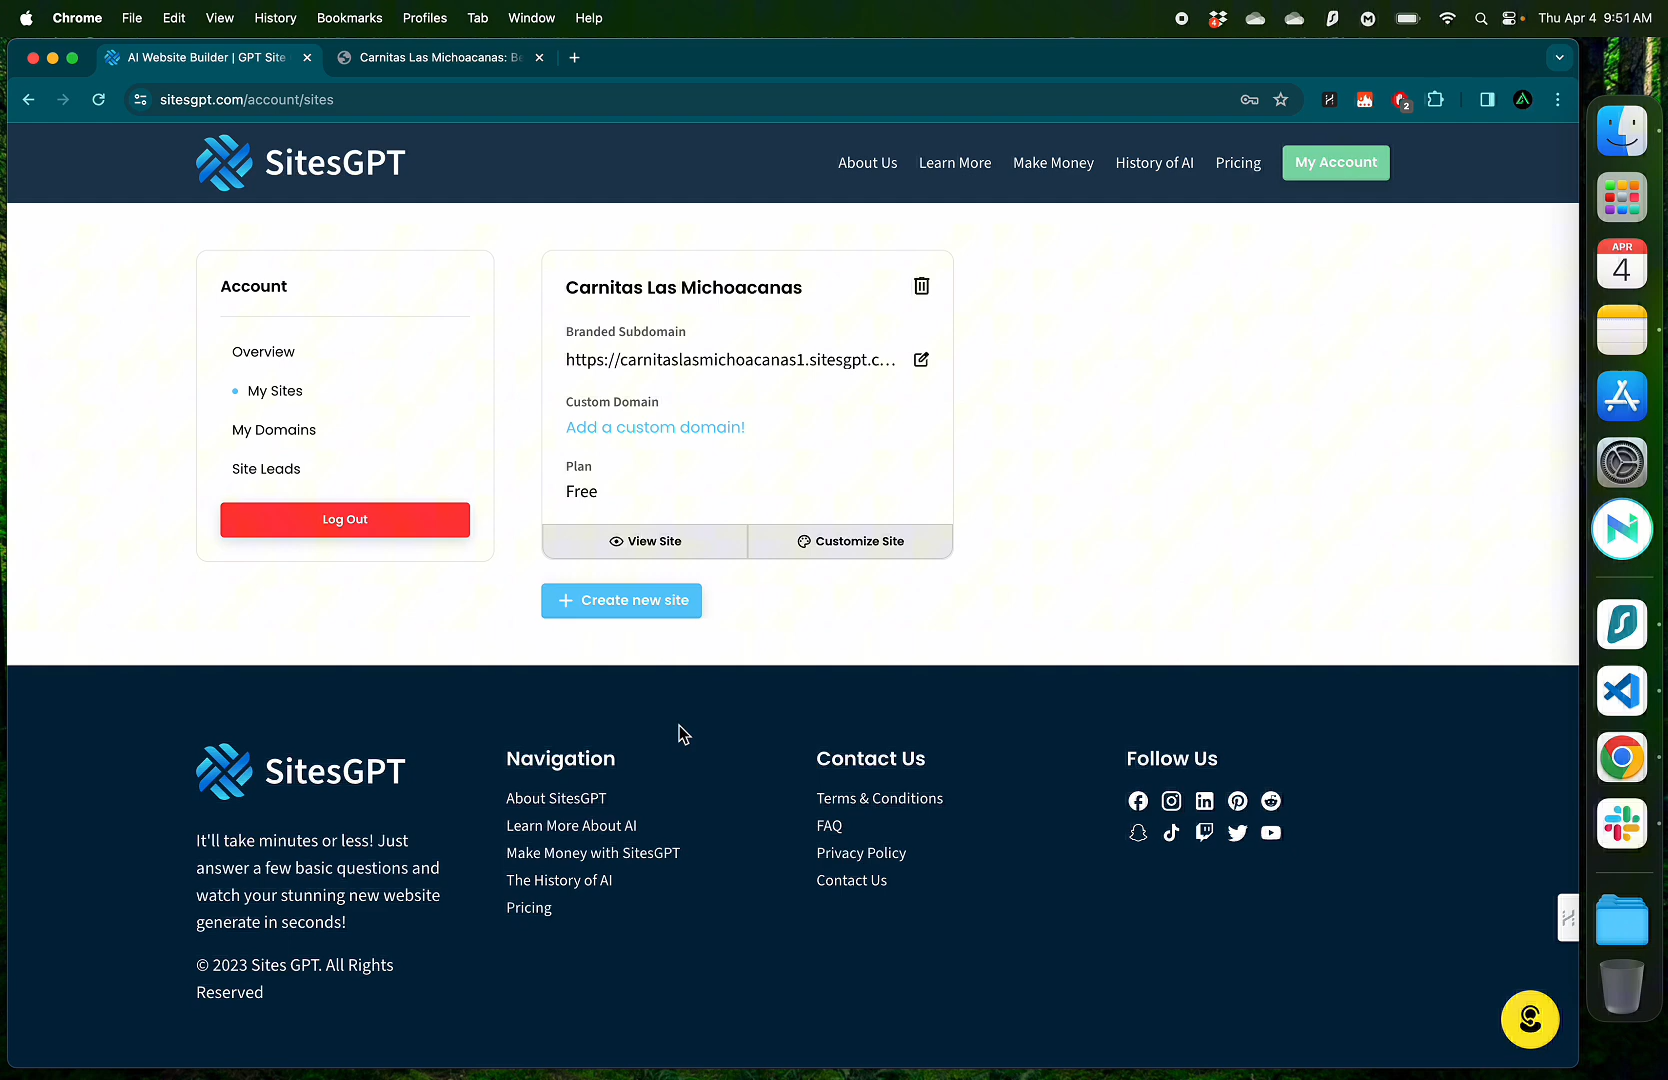 Chrome File Edit View History Bookmarks Profiles Tab Window Help
4
Thu Apr 4 9:51 AM
AI Website Builder | GPT Site
Carnitas Las Michoacanas: Be
sitesgpt.com/account/sites
2
SitesGPT
About Us Learn More Make Money History of AI Pricing My Account
Account
Overview
My Sites
My Domains
Site Leads
Log Out
Carnitas Las Michoacanas
Branded Subdomain
https://carnitaslasmichoacanas1.sitesgpt.c...
Custom Domain
Add a custom domain!
Plan
Free
View Site Customize Site
Create new site
SitesGPT
It'll take minutes or less! Just
answer a few basic questions and
watch your stunning new website
generate in seconds!
© 2023 Sites GPT. All Rights
Reserved
Navigation
About SitesGPT
Learn More About AI
Make Money with SitesGPT
The History of AI
Pricing
Contact Us
Terms & Conditions
FAQ
Privacy Policy
Contact Us
Follow Us
APR
4